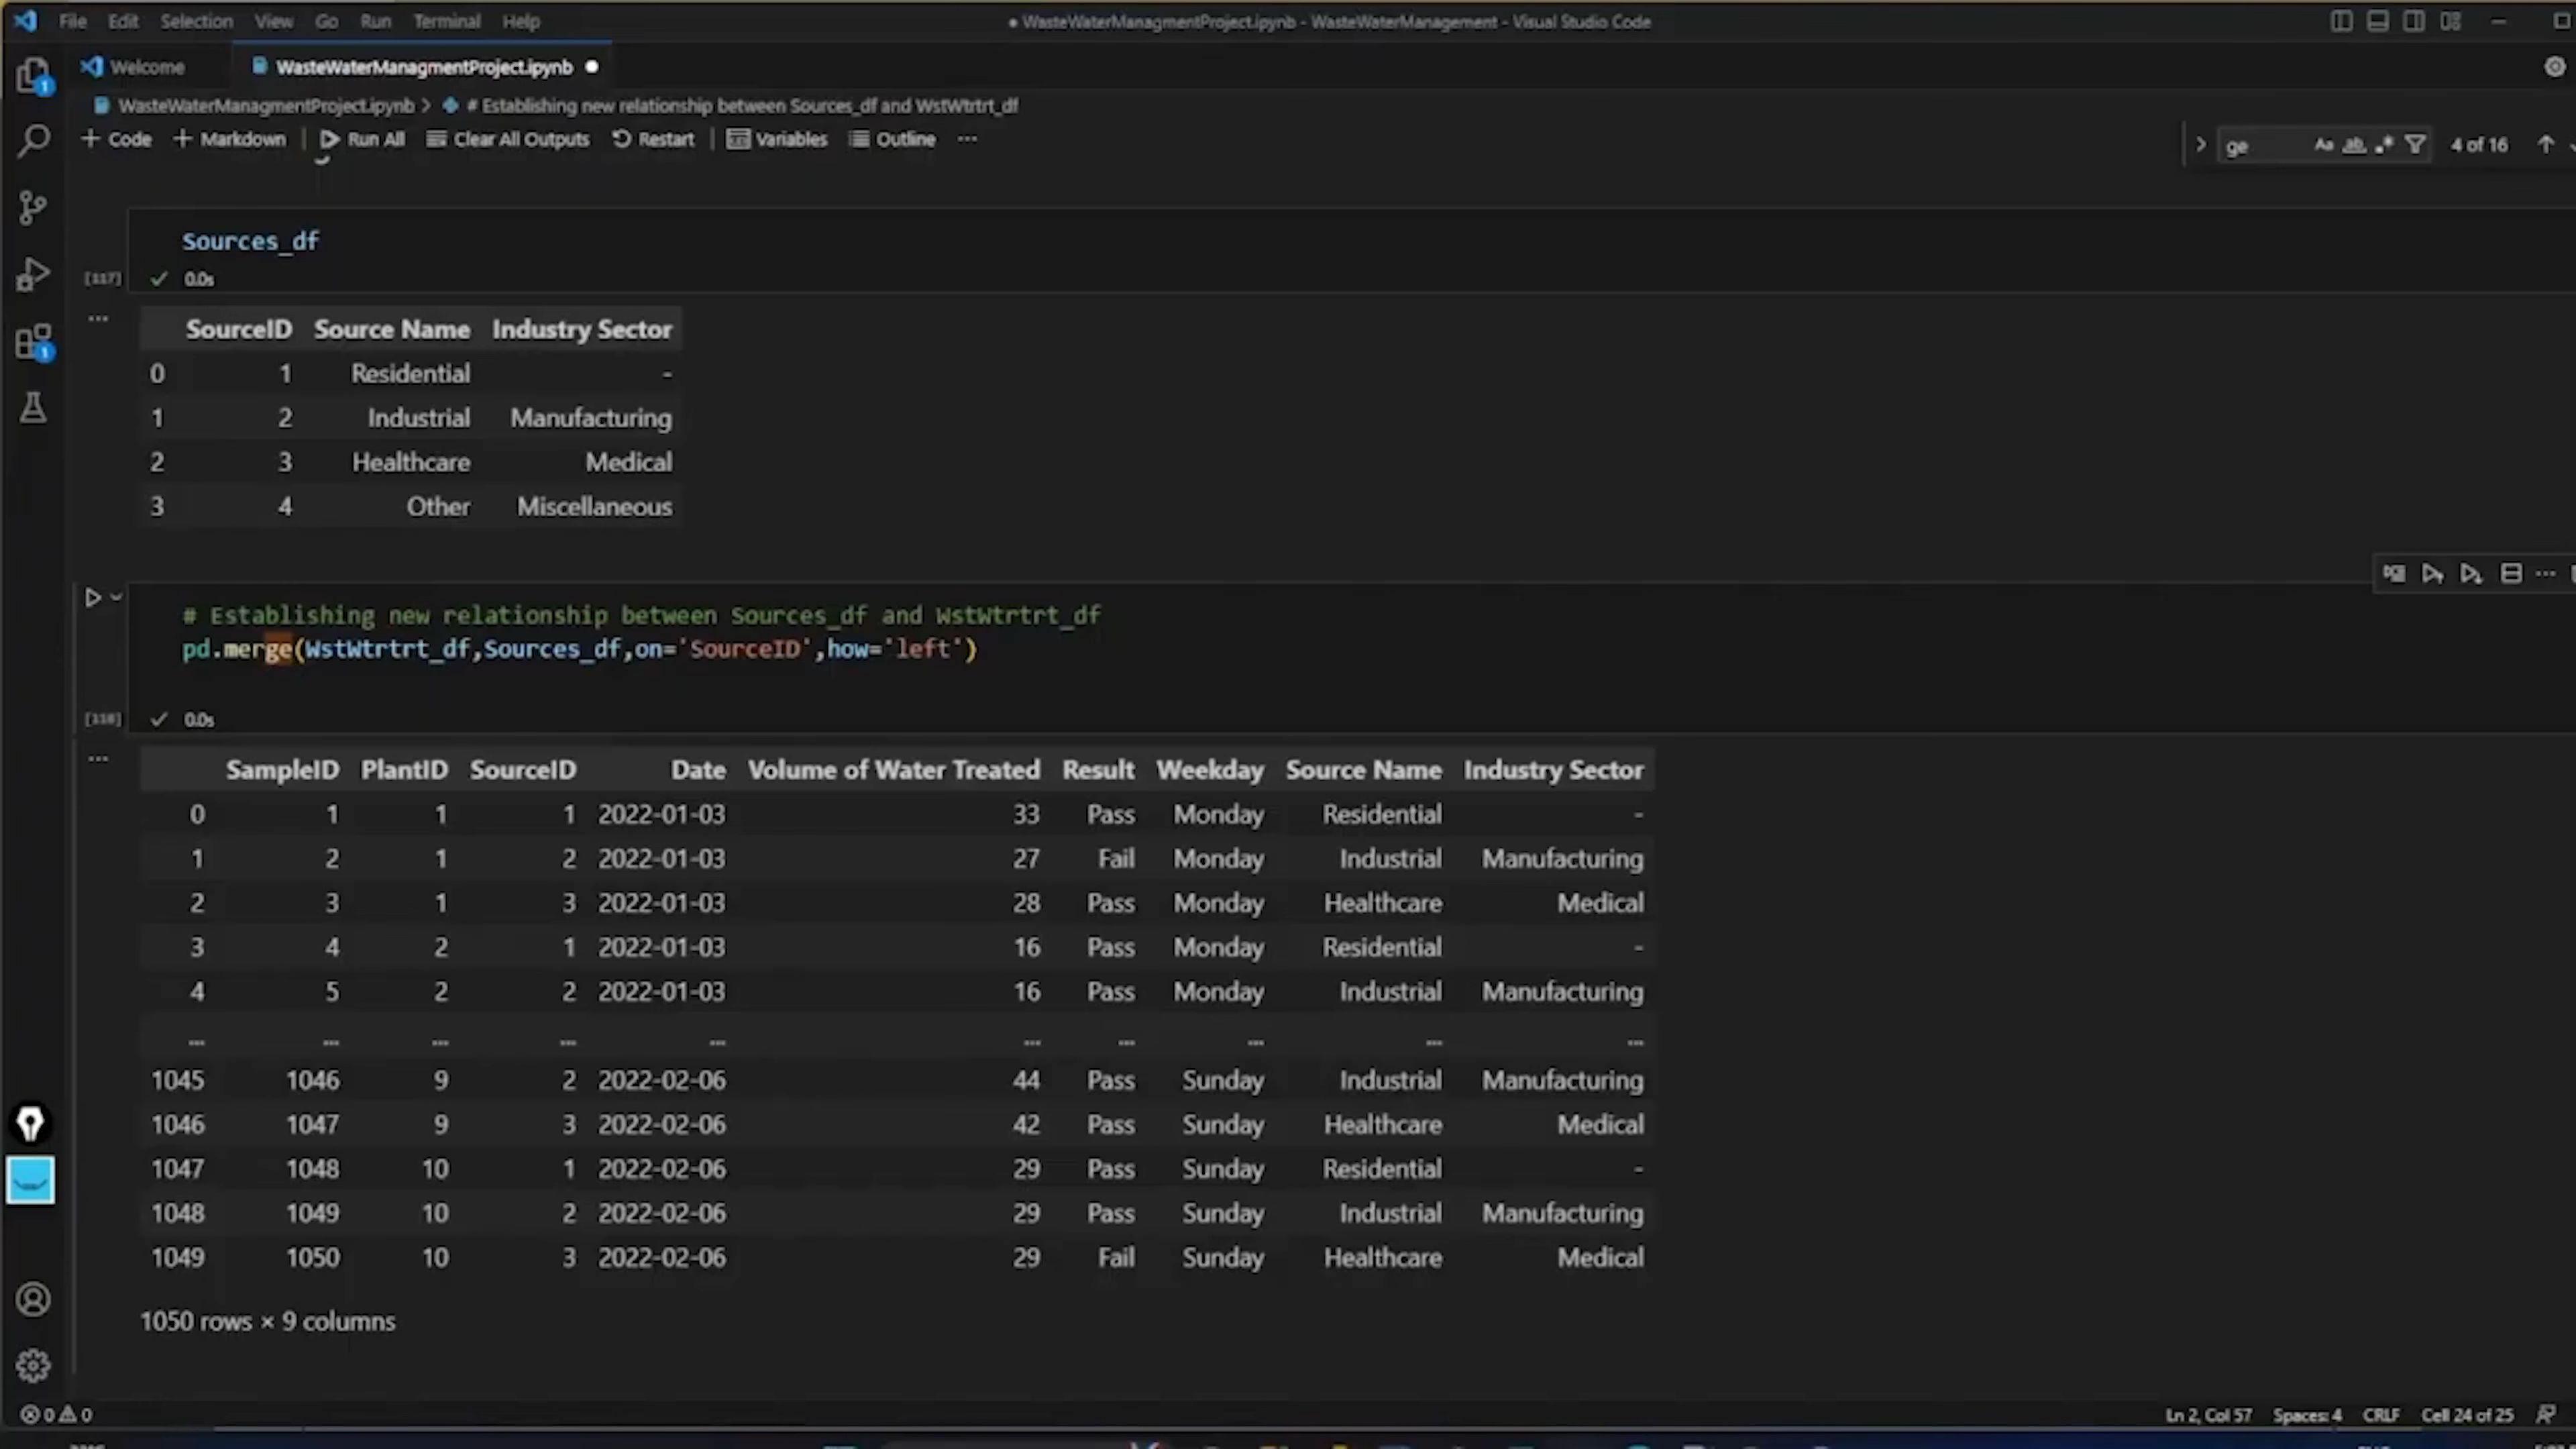 File Edit Selection View Go Run Terminal Help
● WasteWaterManagmentProject.ipynb - WasteWaterManagement - Visual Studio Code
1
Welcome
WasteWaterManagmentProject.ipynb ●
WasteWaterManagmentProject.ipynb > # Establishing new relationship between Sources_df and WstWtrtrt_df
+ Code + Markdown | Run All Clear All Outputs Restart | Variables Outline ...
> ge Aa ab .* 4 of 16
Sources_df
[117] ✓ 0.0s
...
SourceID Source Name Industry Sector
0 1 Residential -
1 2 Industrial Manufacturing
2 3 Healthcare Medical
3 4 Other Miscellaneous
1
# Establishing new relationship between Sources_df and WstWtrtrt_df
pd.merge(WstWtrtrt_df,Sources_df,on='SourceID',how='left')
[118] ✓ 0.0s
...
SampleID PlantID SourceID Date Volume of Water Treated Result Weekday Source Name Industry Sector
0 1 1 1 2022-01-03 33 Pass Monday Residential -
1 2 1 2 2022-01-03 27 Fail Monday Industrial Manufacturing
2 3 1 3 2022-01-03 28 Pass Monday Healthcare Medical
3 4 2 1 2022-01-03 16 Pass Monday Residential -
4 5 2 2 2022-01-03 16 Pass Monday Industrial Manufacturing
... ... ... ... ... ... ... ... ... ...
1045 1046 9 2 2022-02-06 44 Pass Sunday Industrial Manufacturing
1046 1047 9 3 2022-02-06 42 Pass Sunday Healthcare Medical
1047 1048 10 1 2022-02-06 29 Pass Sunday Residential -
1048 1049 10 2 2022-02-06 29 Pass Sunday Industrial Manufacturing
1049 1050 10 3 2022-02-06 29 Fail Sunday Healthcare Medical
1050 rows × 9 columns
0 0
Ln 2, Col 57 Spaces: 4 CRLF Cell 24 of 25